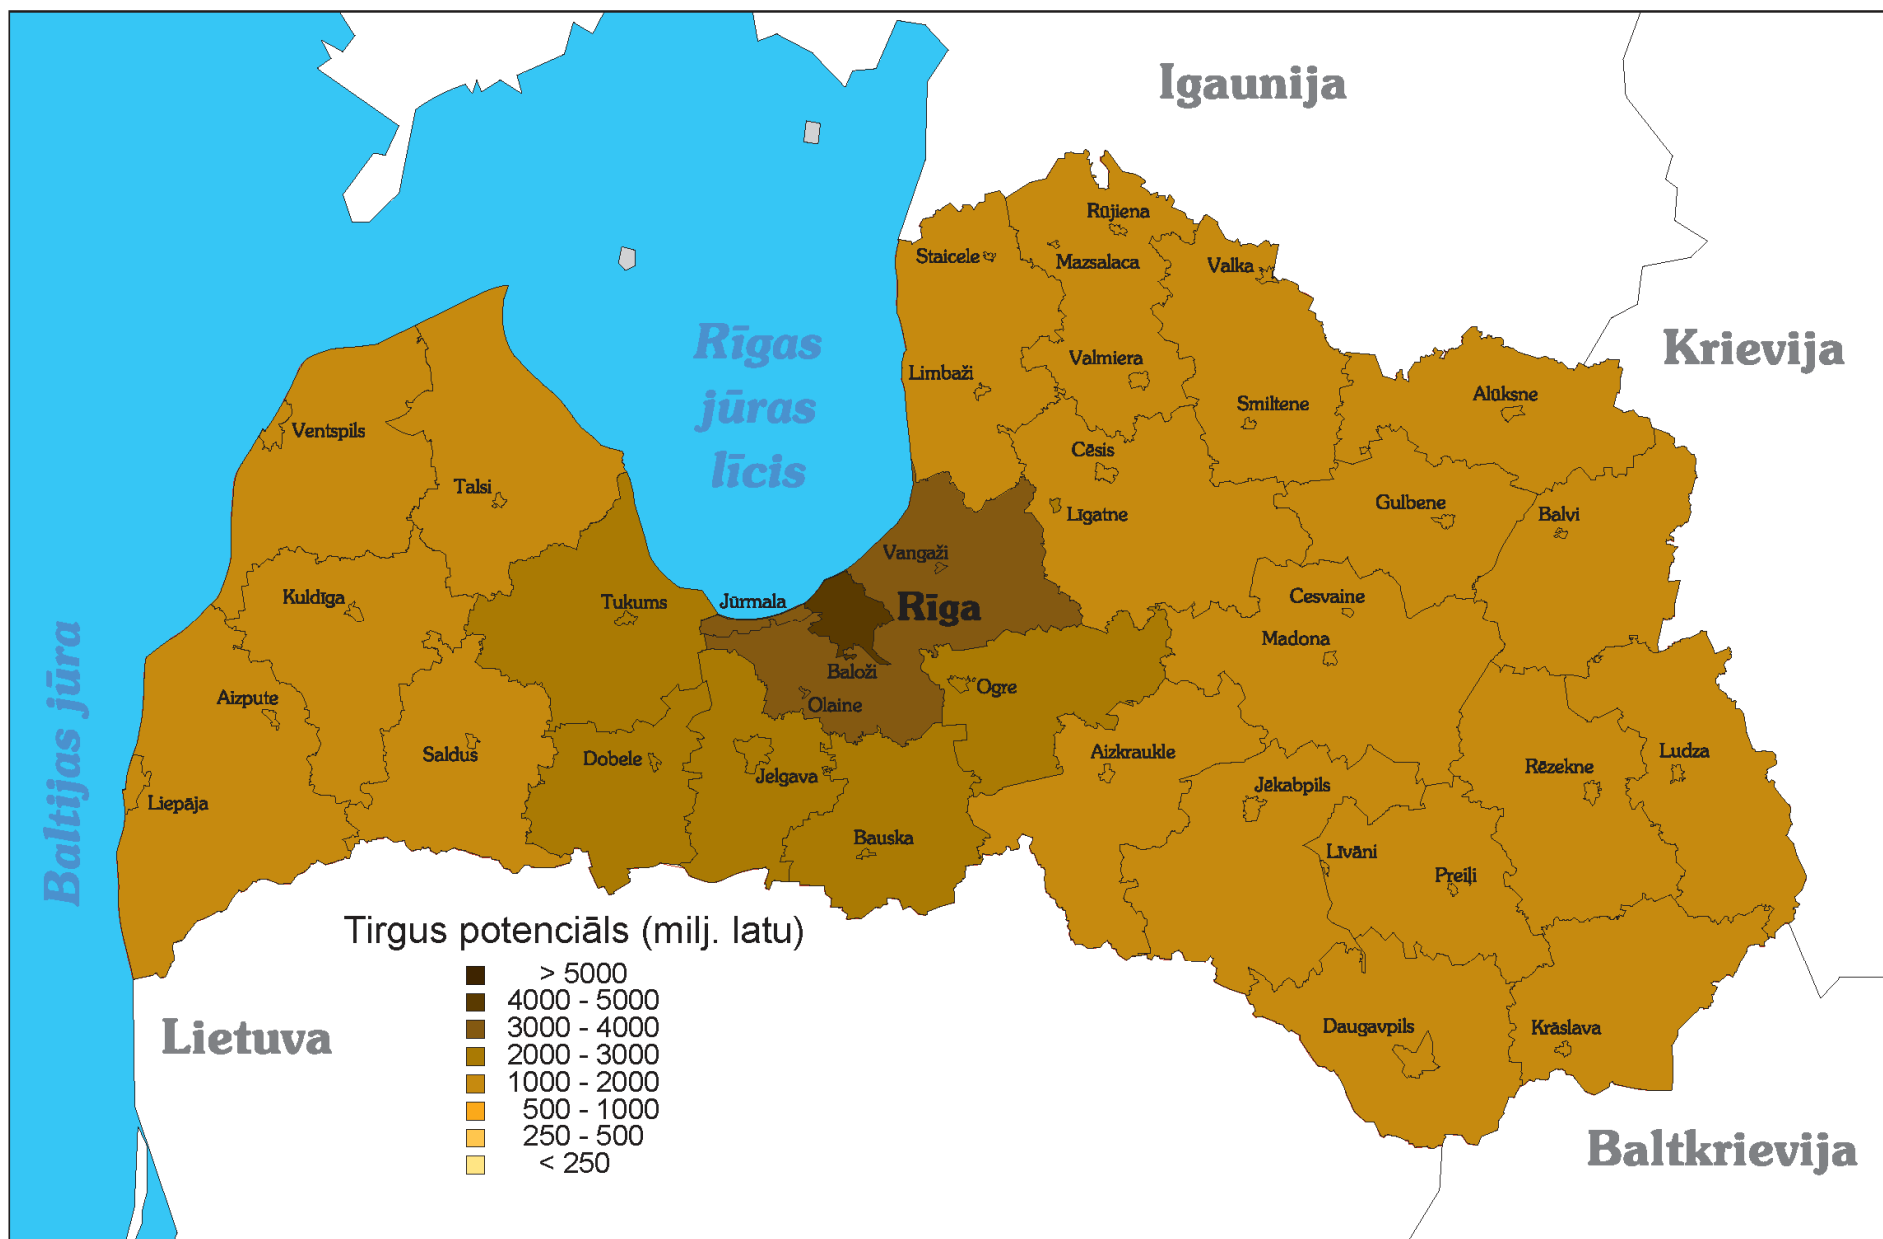 Igaunija
Rūjiena
Staicele
Mazsalaca
Valka
Rīgas
jūras
līcis
Krievija
Limbaži
Valmiera
Smiltene
Alūksne
Ventspils
Cēsis
Talsi
Līgatne
Gulbene
Balvi
Vangaži
Kuldīga
Tukums
Jūrmala
Rīga
Cesvaine
Madona
Baltijas jūra
Baloži
Ogre
Aizpute
Olaine
Saldus
Dobele
Jelgava
Aizkraukle
Jēkabpils
Rēzekne
Ludza
Liepāja
Bauska
Līvāni
Preiļi
Tirgus potenciāls (milj. latu)
> 5000
4000 - 5000
3000 - 4000
2000 - 3000
1000 - 2000
500 - 1000
250 - 500
< 250
Lietuva
Daugavpils
Krāslava
Baltkrievija